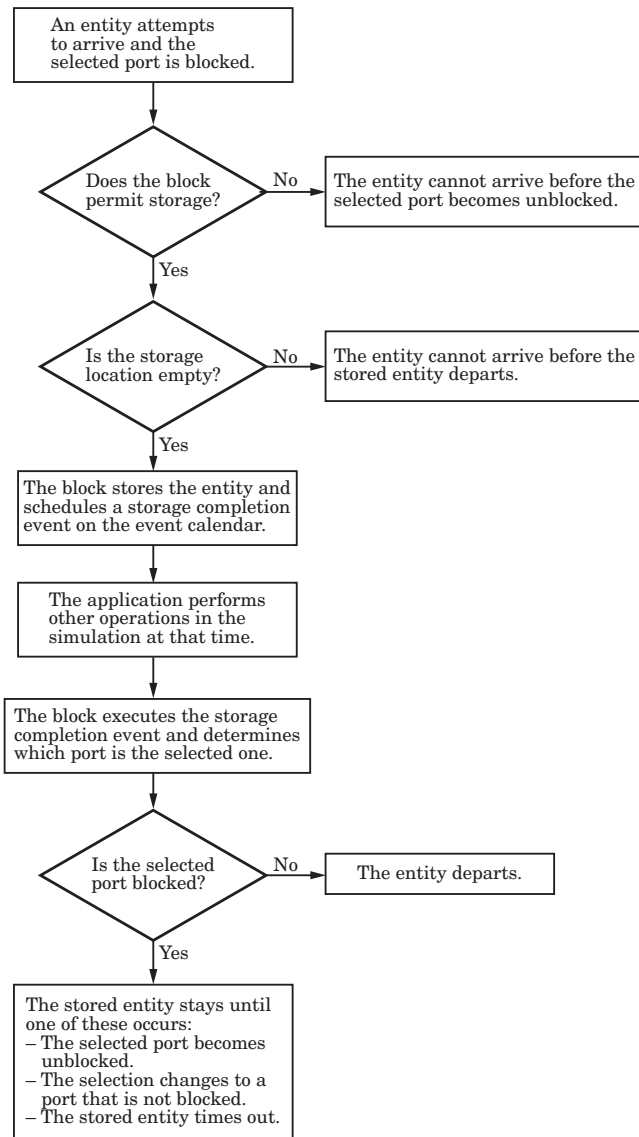 An entity attempts
to arrive and the
selected port is blocked.
Does the block
permit storage?
No
The entity cannot arrive before the
selected port becomes unblocked.
Yes
Is the storage
location empty?
No
The entity cannot arrive before the
stored entity departs.
Yes
The block stores the entity and
schedules a storage completion
event on the event calendar.
The application performs
other operations in the
simulation at that time.
The block executes the storage
completion event and determines
which port is the selected one.
Is the selected
port blocked?
No
The entity departs.
Yes
The stored entity stays until
one of these occurs:
– The selected port becomes
unblocked.
– The selection changes to a
port that is not blocked.
– The stored entity times out.